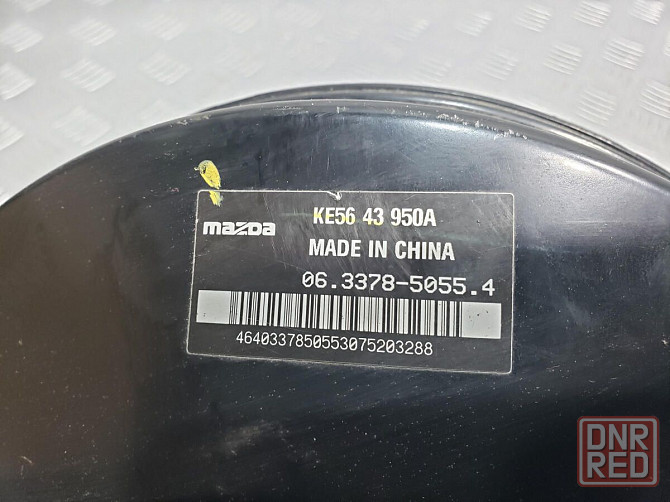 KE56 43 950A
mazda
MADE IN CHINA
06.3378-5055.4
4640337850553075203288
DNR
RED